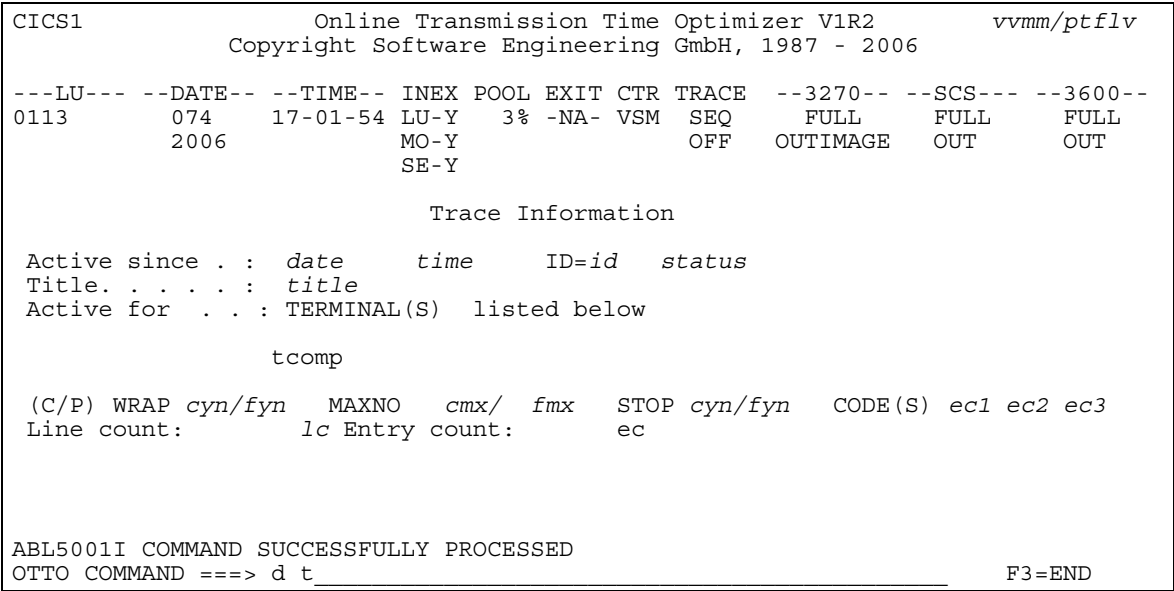 CICS1 Online Transmission Time Optimizer V1R2 vvmm/ptflv
Copyright Software Engineering GmbH, 1987 - 2006
---LU--- --DATE-- --TIME-- INEX POOL EXIT CTR TRACE --3270-- --SCS--- --3600--
0113 074 17-01-54 LU-Y 3% -NA- VSM SEQ FULL FULL FULL
2006 MO-Y OFF OUTIMAGE OUT OUT
SE-Y
Trace Information
Active since . : date time ID=id status
Title. . . . . : title
Active for . . : TERMINAL(S) listed below
tcomp
(C/P) WRAP cyn/fyn MAXNO cmx/ fmx STOP cyn/fyn CODE(S) ec1 ec2 ec3
Line count: lc Entry count: ec
ABL5001I COMMAND SUCCESSFULLY PROCESSED
OTTO COMMAND ===> d t____________________________________________ F3=END